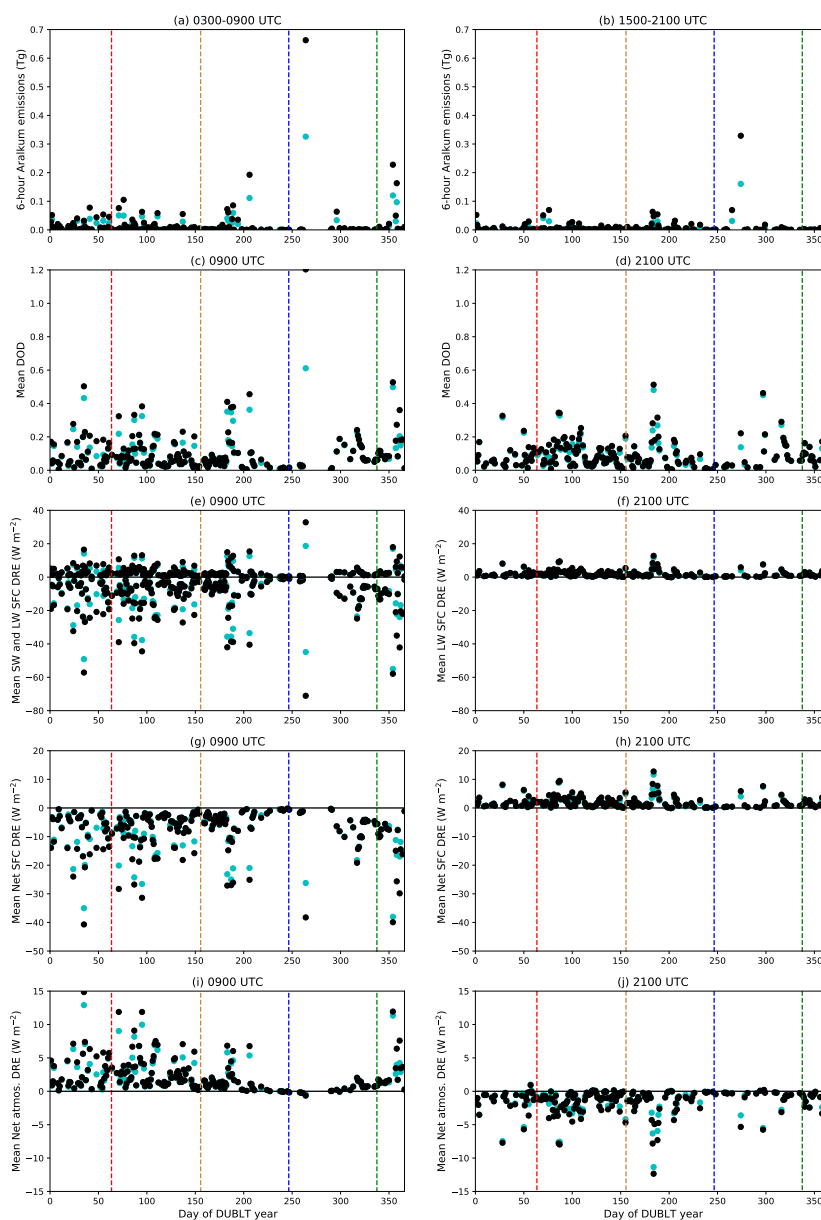 (a) 0300-0900 UTC
6-hour Aralkum emissions (Tg)
0.7
0.6
0.5
0.4
0.3
0.2
0.1
0.0
0 50 100 150 200 250 300 350
(b) 1500-2100 UTC
6-hour Aralkum emissions (Tg)
0.7
0.6
0.5
0.4
0.3
0.2
0.1
0.0
0 50 100 150 200 250 300 350
(c) 0900 UTC
Mean DOD
1.2
1.0
0.8
0.6
0.4
0.2
0.0
0 50 100 150 200 250 300 350
(d) 2100 UTC
Mean DOD
1.2
1.0
0.8
0.6
0.4
0.2
0.0
0 50 100 150 200 250 300 350
(e) 0900 UTC
Mean SW and LW SFC DRE (W m⁻²)
40
20
0
−20
−40
−60
−80
0 50 100 150 200 250 300 350
(f) 2100 UTC
Mean LW SFC DRE (W m⁻²)
40
20
0
−20
−40
−60
−80
0 50 100 150 200 250 300 350
(g) 0900 UTC
Mean Net SFC DRE (W m⁻²)
20
10
0
−10
−20
−30
−40
−50
0 50 100 150 200 250 300 350
(h) 2100 UTC
Mean Net SFC DRE (W m⁻²)
20
10
0
−10
−20
−30
−40
−50
0 50 100 150 200 250 300 350
(i) 0900 UTC
Mean Net atmos. DRE (W m⁻²)
15
10
5
0
−5
−10
−15
0 50 100 150 200 250 300 350
Day of DUBLT year
(j) 2100 UTC
Mean Net atmos. DRE (W m⁻²)
15
10
5
0
−5
−10
−15
0 50 100 150 200 250 300 350
Day of DUBLT year